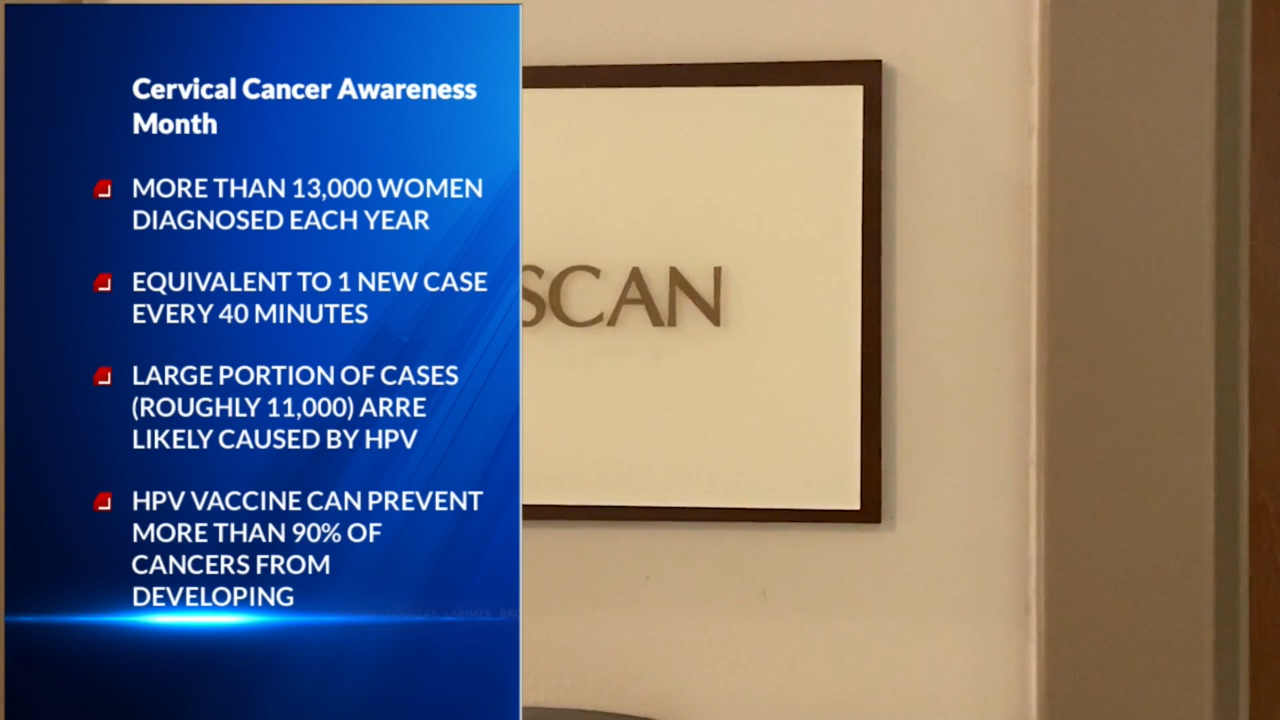 Cervical Cancer Awareness
Month
MORE THAN 13,000 WOMEN
DIAGNOSED EACH YEAR
EQUIVALENT TO 1 NEW CASE
EVERY 40 MINUTES
LARGE PORTION OF CASES
(ROUGHLY 11,000) ARRE
LIKELY CAUSED BY HPV
HPV VACCINE CAN PREVENT
MORE THAN 90% OF
CANCERS FROM
DEVELOPING
SCAN